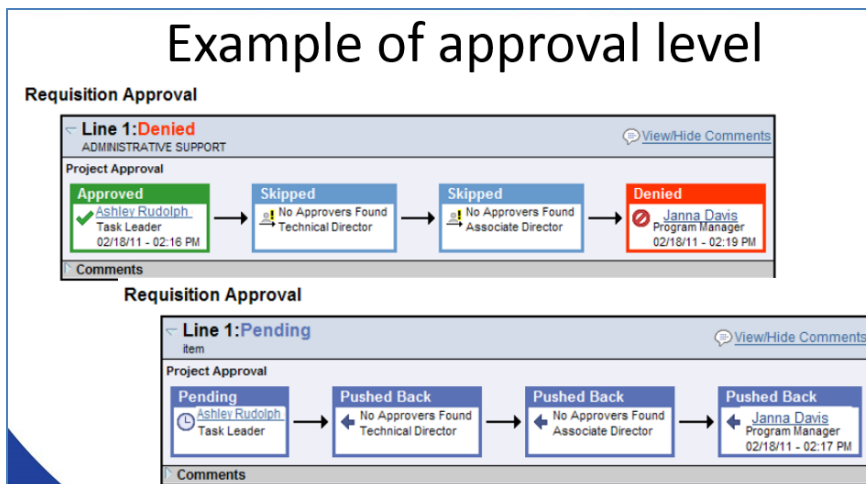 Example of approval level
Requisition Approval
Line 1:Denied
ADMINISTRATIVE SUPPORT
View/Hide Comments
Project Approval
Approved
Ashley Rudolph
Task Leader
02/18/11 - 02:16 PM
Skipped
No Approvers Found
Technical Director
Skipped
No Approvers Found
Associate Director
Denied
Janna Davis
Program Manager
02/18/11 - 02:19 PM
Comments
Requisition Approval
Line 1:Pending
item
View/Hide Comments
Project Approval
Pending
Ashley Rudolph
Task Leader
Pushed Back
No Approvers Found
Technical Director
Pushed Back
No Approvers Found
Associate Director
Pushed Back
Janna Davis
Program Manager
02/18/11 - 02:17 PM
Comments